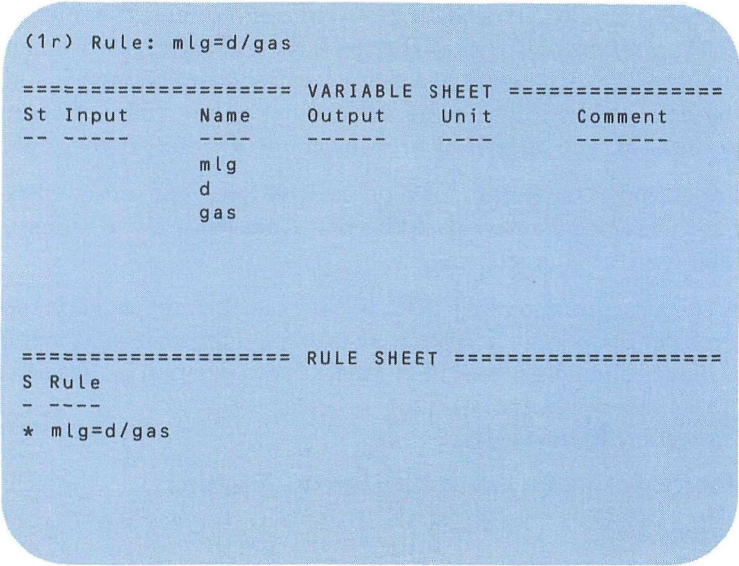 (1r) Rule: mlg=d/gas
==================== VARIABLE SHEET ================
St Input Name Output Unit Comment
-- ----- ---- ------ ---- -------
mlg
d
gas
==================== RULE SHEET ====================
S Rule
- ----
* mlg=d/gas